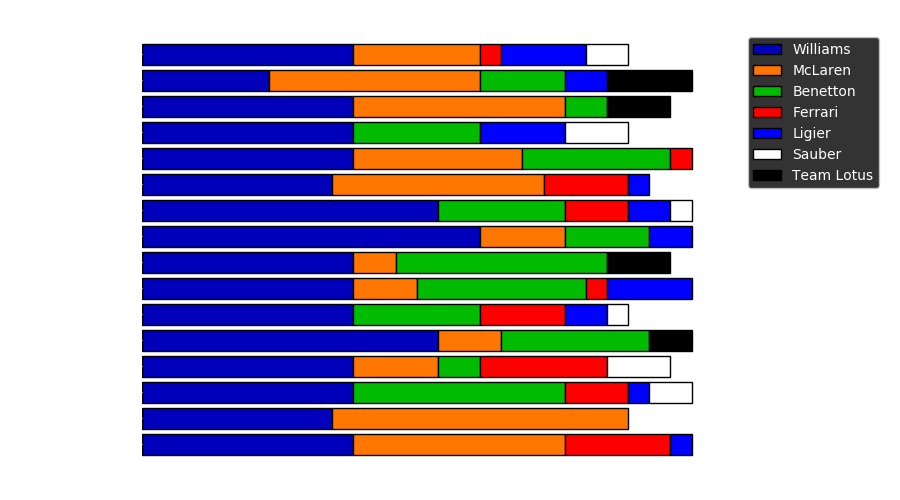 Williams
McLaren
Benetton
Ferrari
Ligier
Sauber
Team Lotus